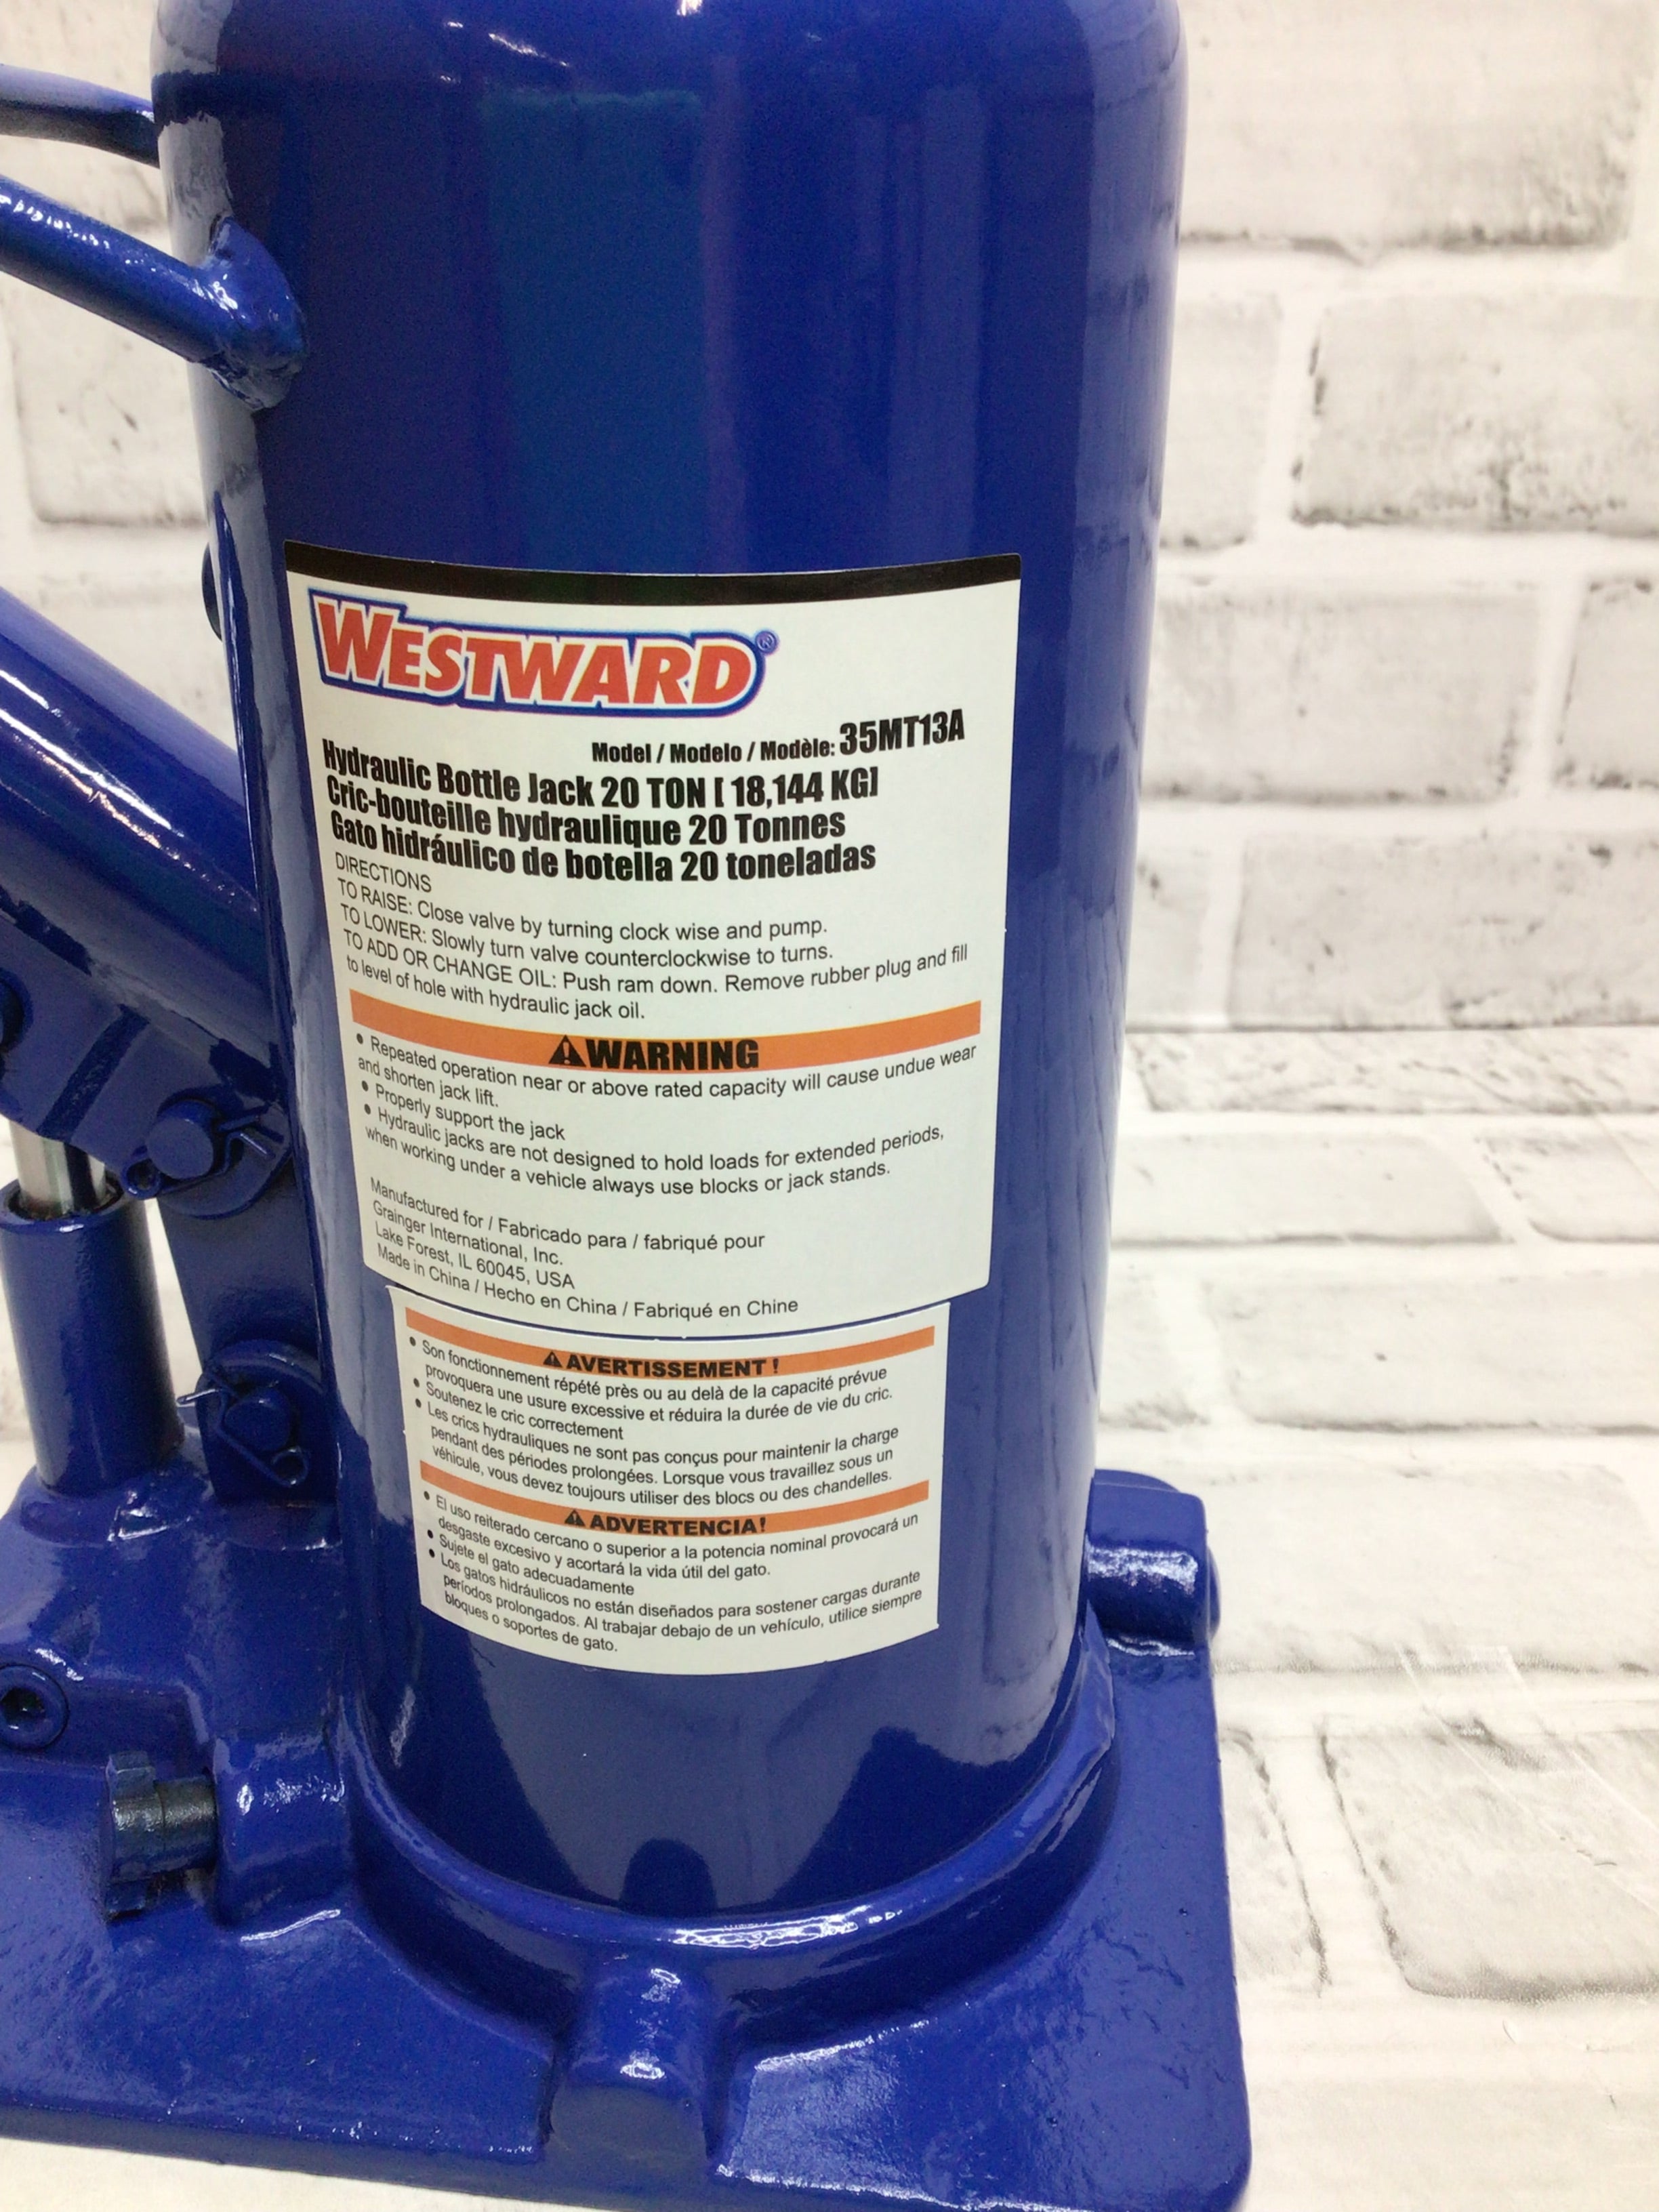 WESTWARD®
Model / Modelo / Modèle: 35MT13A
Hydraulic Bottle Jack 20 TON [ 18,144 KG]
Cric-bouteille hydraulique 20 Tonnes
Gato hidráulico de botella 20 toneladas
DIRECTIONS
TO RAISE: Close valve by turning clock wise and pump.
TO LOWER: Slowly turn valve counterclockwise to turns.
TO ADD OR CHANGE OIL: Push ram down. Remove rubber plug and fill
to level of hole with hydraulic jack oil.
WARNING
• Repeated operation near or above rated capacity will cause undue wear
and shorten jack lift.
• Properly support the jack
• Hydraulic jacks are not designed to hold loads for extended periods,
when working under a vehicle always use blocks or jack stands.
Manufactured for / Fabricado para / fabriqué pour
Grainger International, Inc.
Lake Forest, IL 60045, USA
Made in China / Hecho en China / Fabriqué en Chine
AVERTISSEMENT !
• Son fonctionnement répété près ou au delà de la capacité prévue
provoquera une usure excessive et réduira la durée de vie du cric.
• Soutenez le cric correctement
• Les crics hydrauliques ne sont pas conçus pour maintenir la charge
pendant des périodes prolongées. Lorsque vous travaillez sous un
véhicule, vous devez toujours utiliser des blocs ou des chandelles.
ADVERTENCIA!
• El uso reiterado cercano o superior a la potencia nominal provocará un
desgaste excesivo y acortará la vida útil del gato.
• Sujete el gato adecuadamente
• Los gatos hidráulicos no están diseñados para sostener cargas durante
períodos prolongados. Al trabajar debajo de un vehículo, utilice siempre
bloques o soportes de gato.